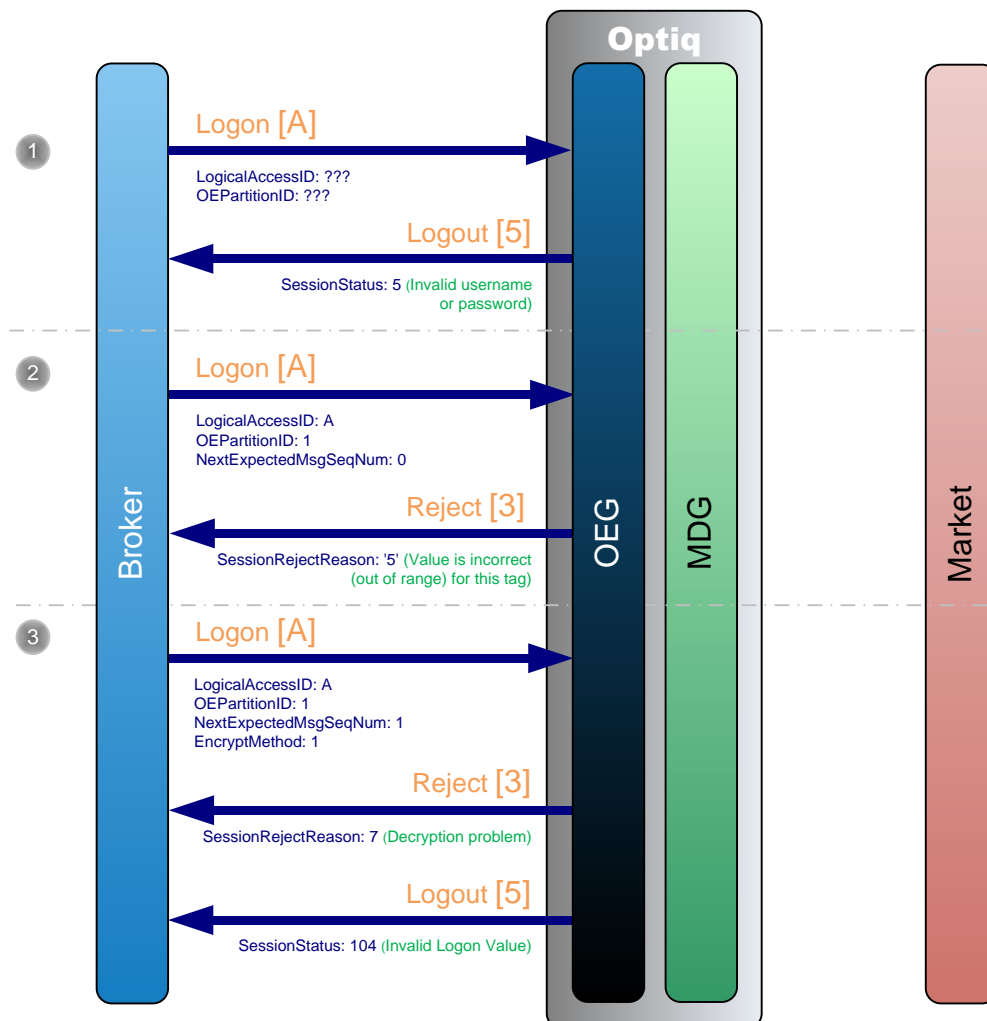 Optiq
1
Logon [A]
LogicalAccessID: ???
OEPartitionID: ???
Logout [5]
SessionStatus: 5 (Invalid username
or password)
2
Logon [A]
LogicalAccessID: A
OEPartitionID: 1
NextExpectedMsgSeqNum: 0
Reject [3]
SessionRejectReason: '5' (Value is incorrect
(out of range) for this tag)
Broker
OEG
MDG
Market
3
Logon [A]
LogicalAccessID: A
OEPartitionID: 1
NextExpectedMsgSeqNum: 1
EncryptMethod: 1
Reject [3]
SessionRejectReason: 7 (Decryption problem)
Logout [5]
SessionStatus: 104 (Invalid Logon Value)